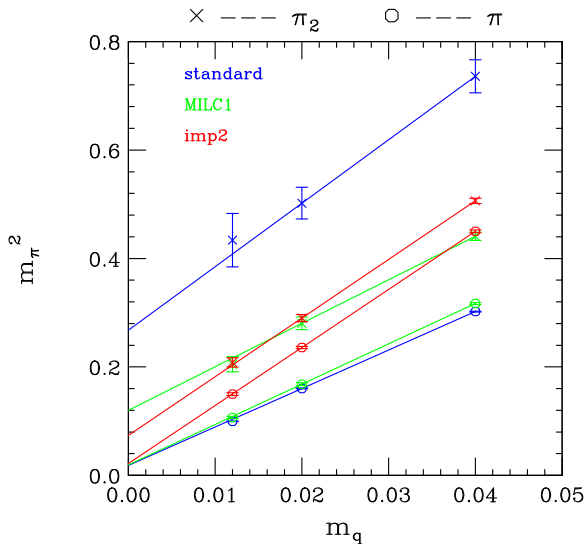 × --- π₂ ○ --- π
0.8
standard
MILC1
imp2
0.6
m_π²
0.4
0.2
0.0
0.00 0.01 0.02 0.03 0.04 0.05
m_q